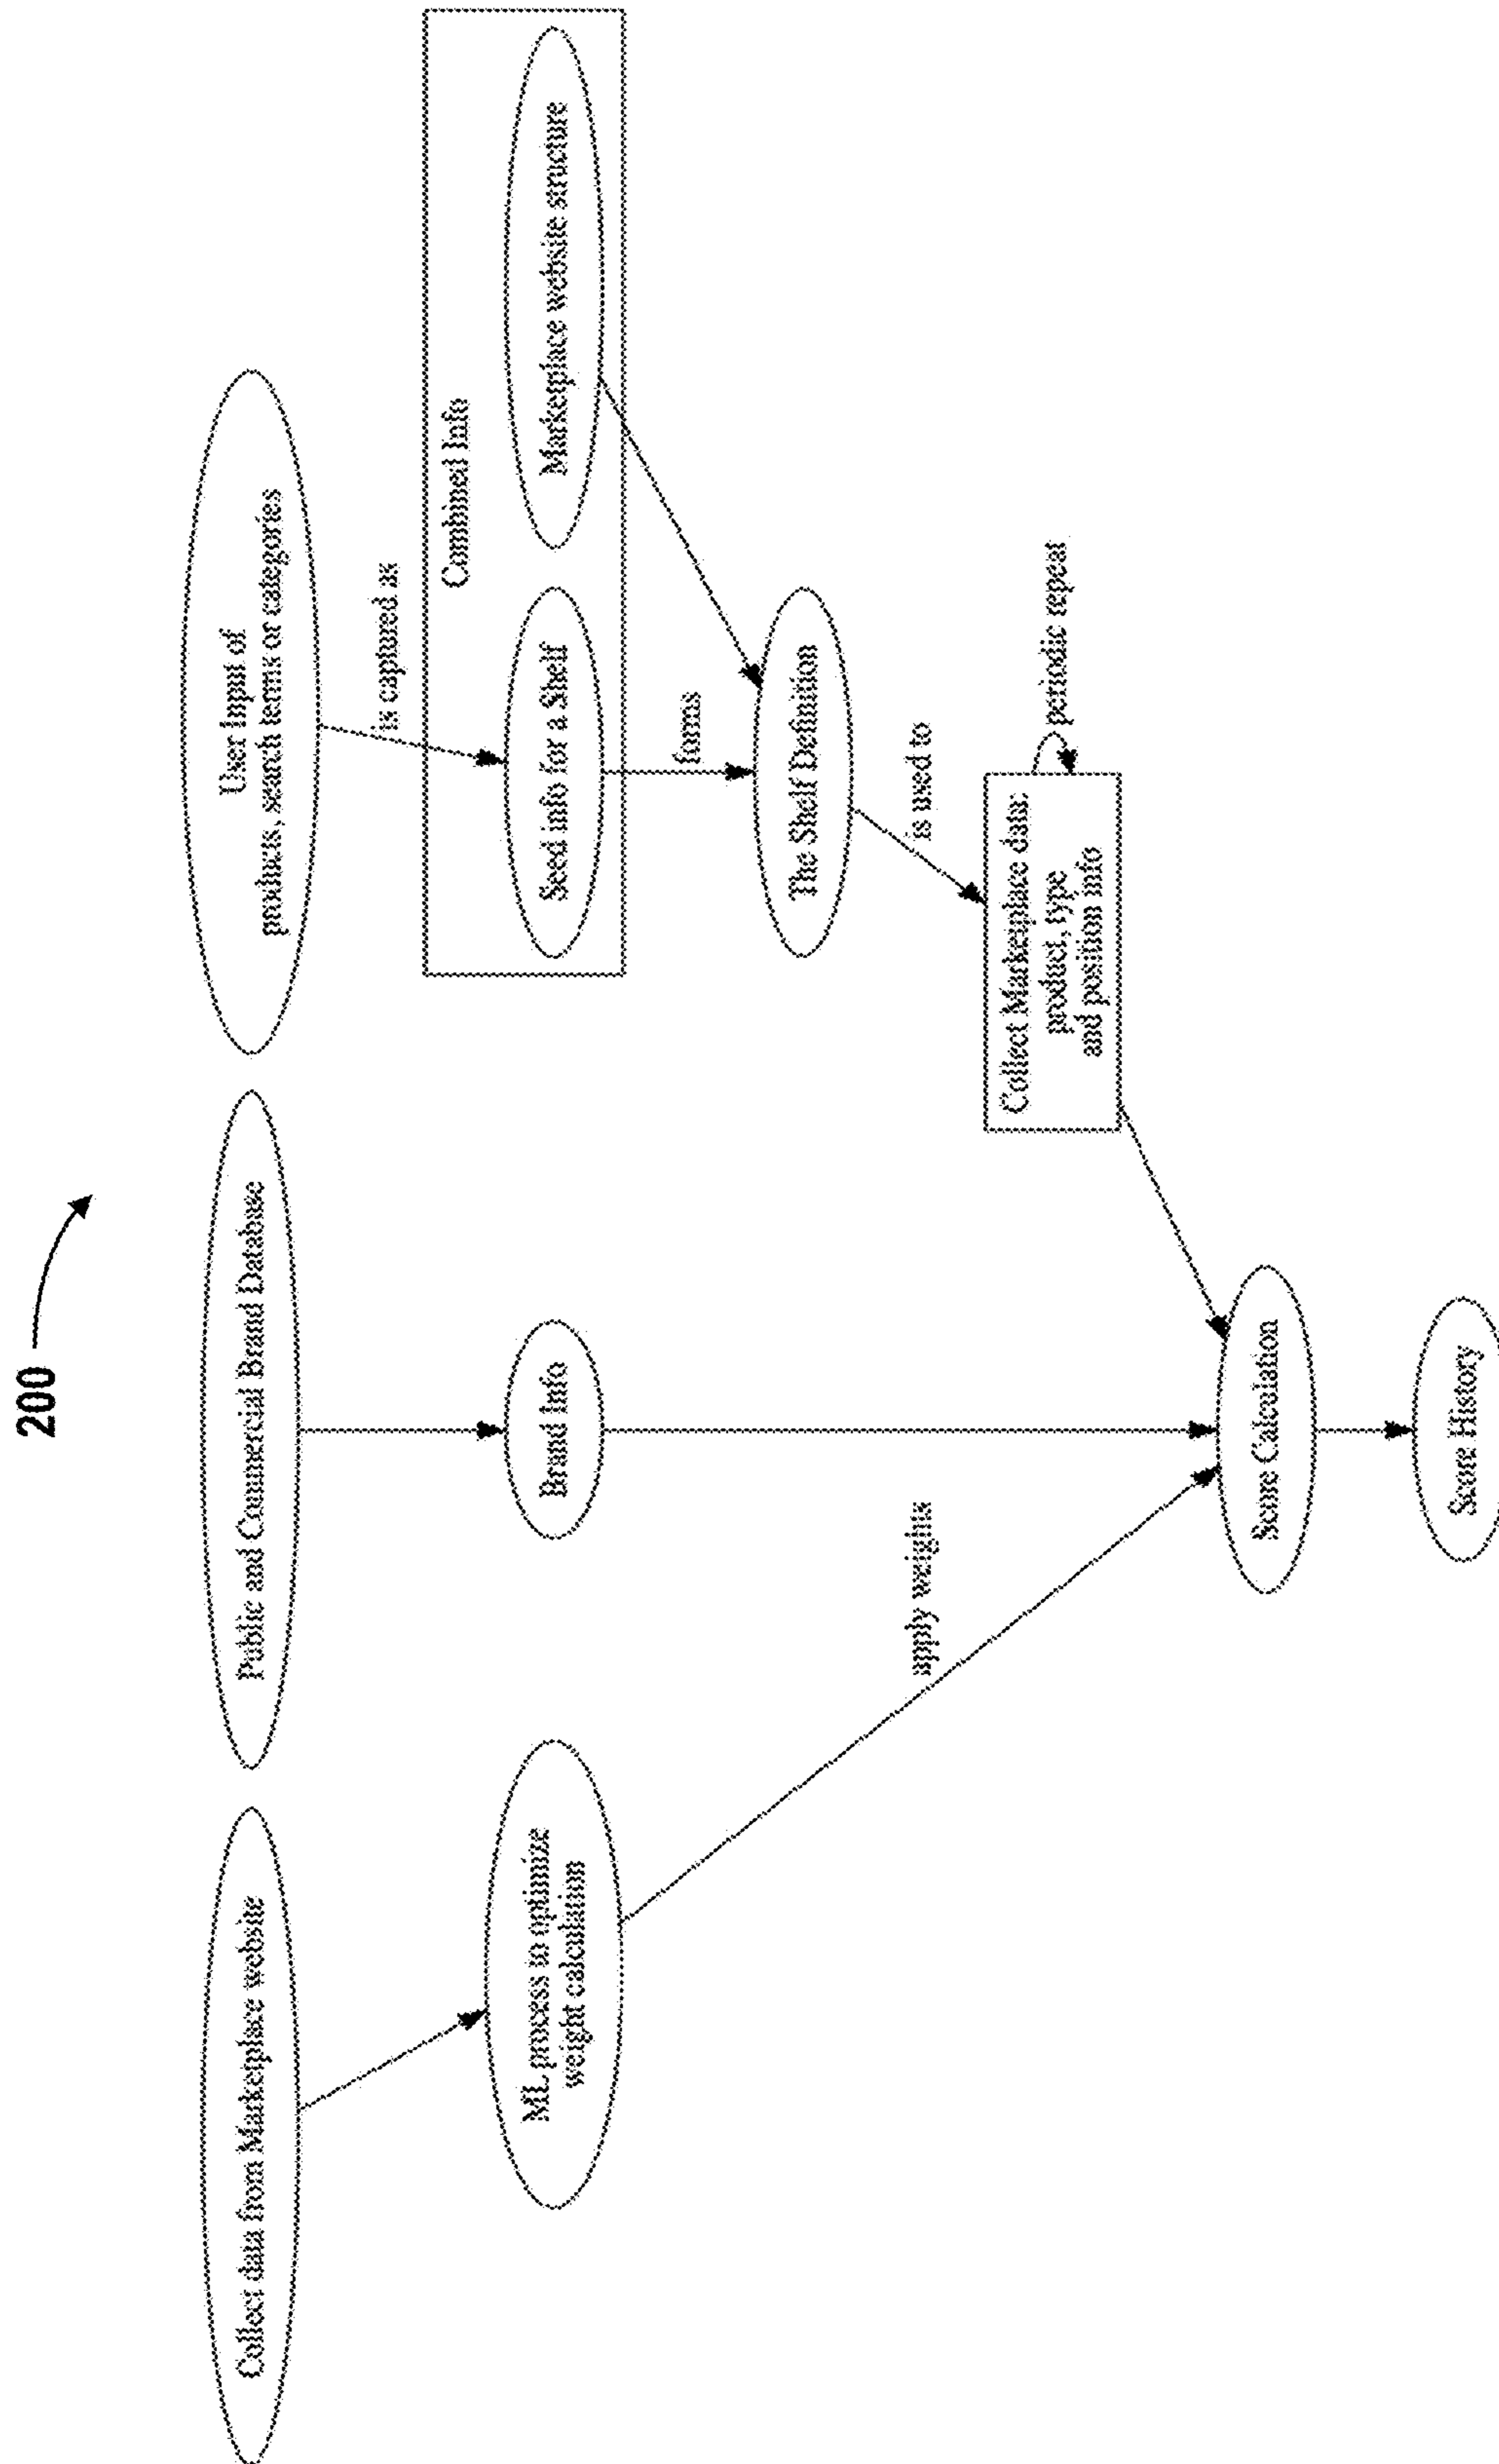 200
Collect data from Marketplace website
Public and Commercial Brand Database
User Input of
products, search terms or categories
is captured as
Combined Info
ML process to optimize
weight calculation
Brand Info
Seed info for a Shelf
Marketplace website structure
forms
The Shelf Definition
apply weights
is used to
Collect Marketplace data:
product, type
and position info
periodic repeat
Score Calculation
Score History